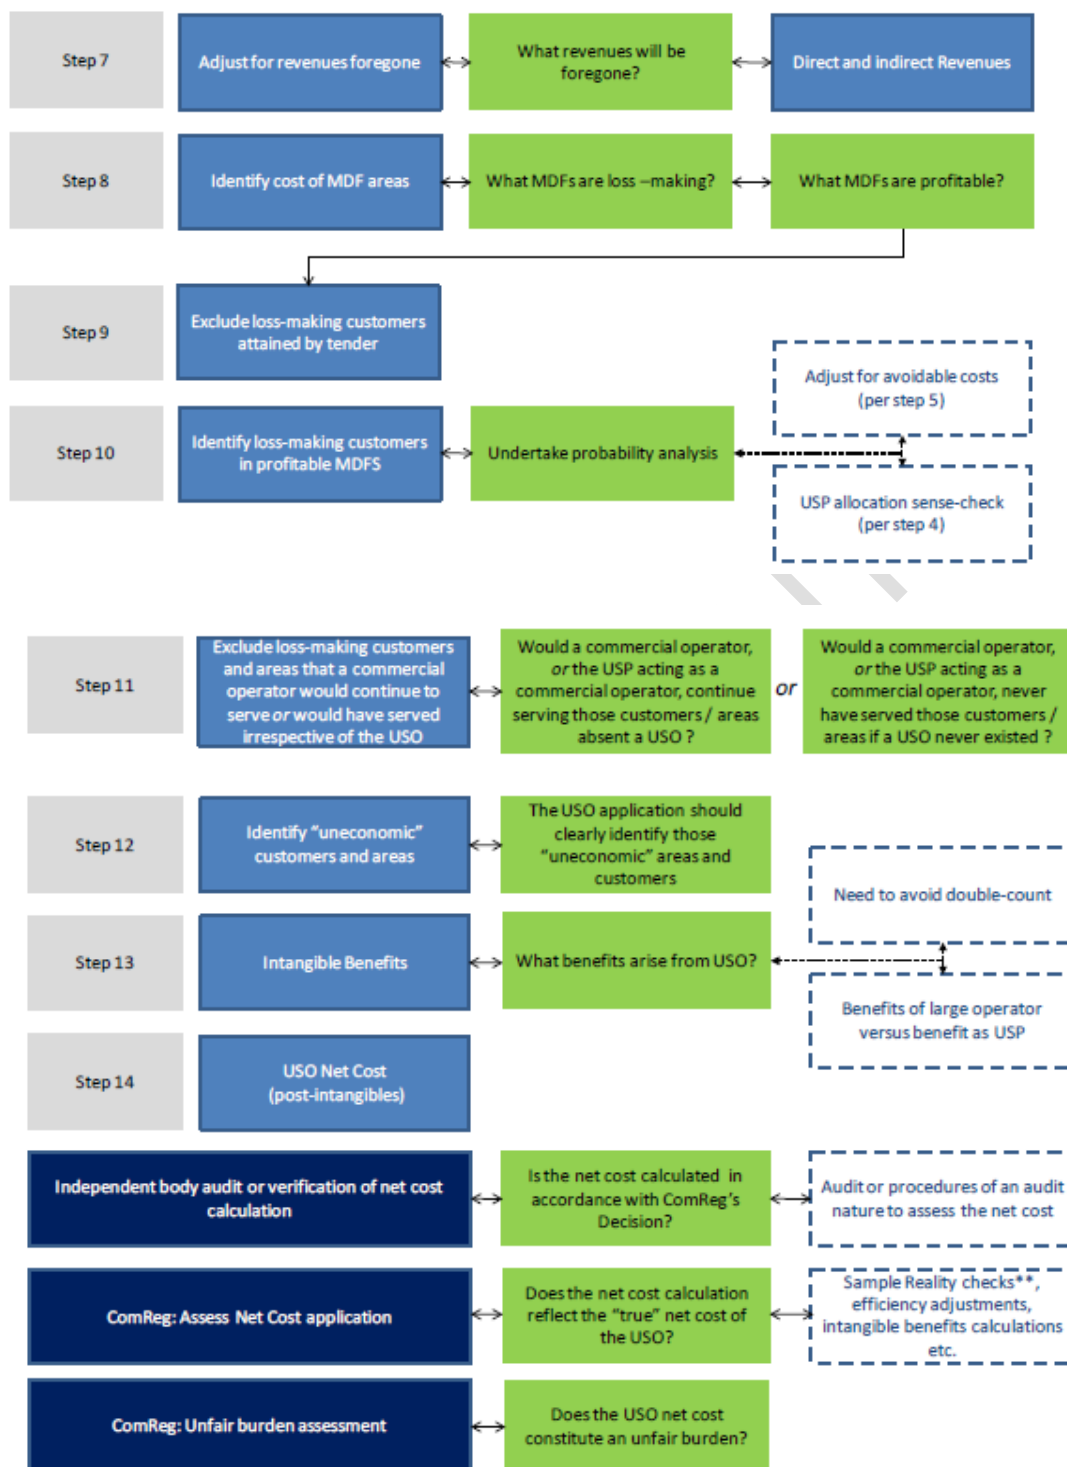 Step 7
Adjust for revenues foregone
What revenues will be
foregone?
Direct and indirect Revenues
Step 8
Identify cost of MDF areas
What MDFs are loss –making?
What MDFs are profitable?
Step 9
Exclude loss-making customers
attained by tender
Adjust for avoidable costs
(per step 5)
Step 10
Identify loss-making customers
in profitable MDFS
Undertake probability analysis
USP allocation sense-check
(per step 4)
Step 11
Exclude loss-making customers
and areas that a commercial
operator would continue to
serve or would have served
irrespective of the USO
Would a commercial operator,
or the USP acting as a
commercial operator, continue
serving those customers / areas
absent a USO ?
or
Would a commercial operator,
or the USP acting as a
commercial operator, never
have served those customers /
areas if a USO never existed ?
Step 12
Identify “uneconomic”
customers and areas
The USO application should
clearly identify those
“uneconomic” areas and
customers
Need to avoid double-count
Step 13
Intangible Benefits
What benefits arise from USO?
Benefits of large operator
versus benefit as USP
Step 14
USO Net Cost
(post-intangibles)
Independent body audit or verification of net cost
calculation
Is the net cost calculated in
accordance with ComReg’s
Decision?
Audit or procedures of an audit
nature to assess the net cost
ComReg: Assess Net Cost application
Does the net cost calculation
reflect the “true” net cost of
the USO?
Sample Reality checks**,
efficiency adjustments,
intangible benefits calculations
etc.
ComReg: Unfair burden assessment
Does the USO net cost
constitute an unfair burden?